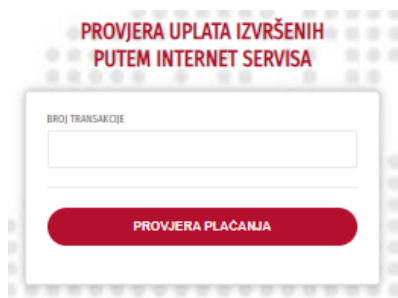 PROVJERA UPLATA IZVRŠENIH
PUTEM INTERNET SERVISA
BROJ TRANSAKCIJE
PROVJERA PLAĆANJA